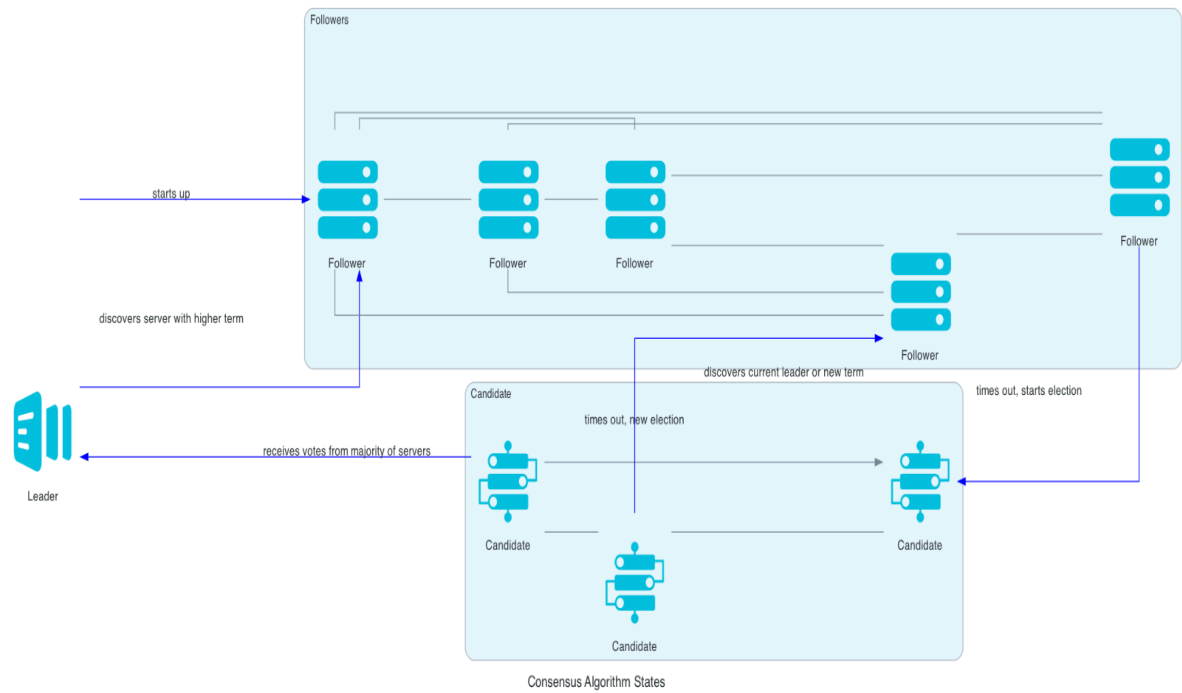 Followers
starts up
Follower
Follower
Follower
Follower
discovers server with higher term
Follower
discovers current leader or new term
times out, starts election
Candidate
times out, new election
receives votes from majority of servers
Leader
Candidate
Candidate
Candidate
Consensus Algorithm States